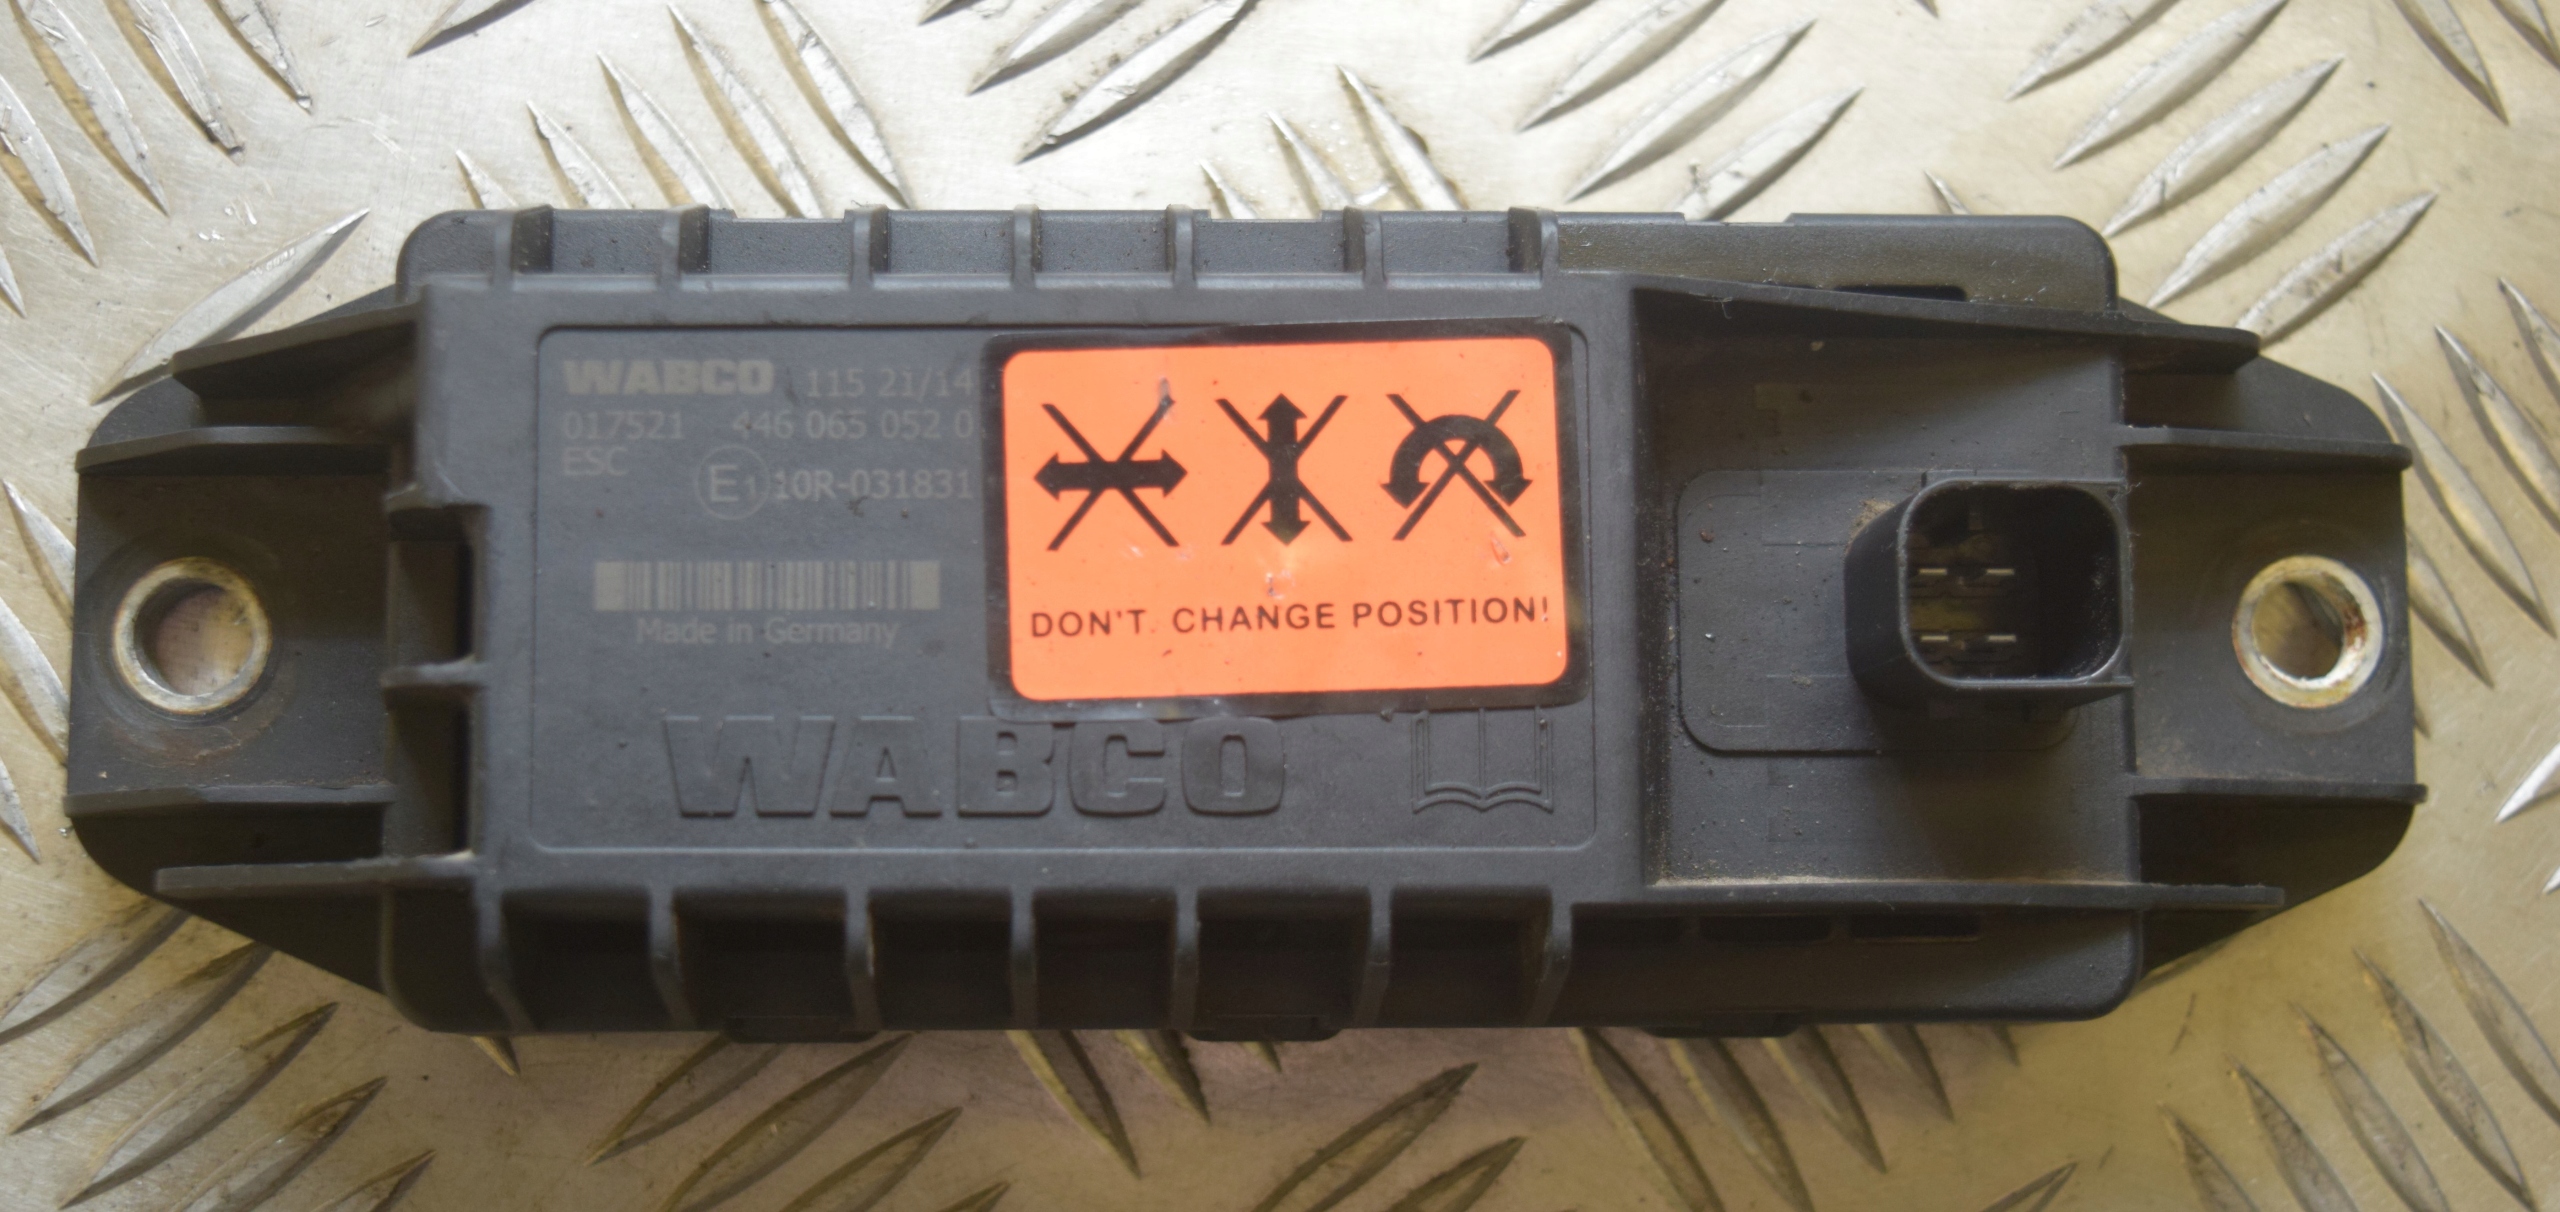 WABCO 115 21/14
017521 446 065 052 0
ESC
E1 10R-031831
Made in Germany
DON'T. CHANGE POSITION!
WABCO